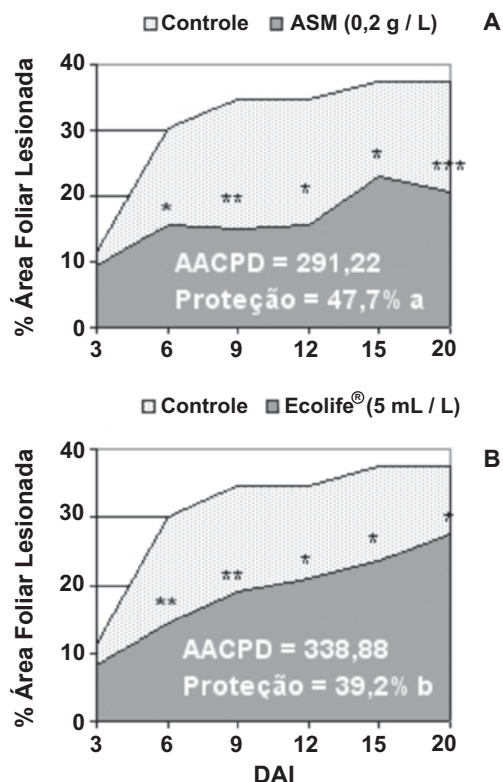 Controle ASM (0,2 g / L) A
% Área Foliar Lesionada
40
30
20
10
0
* ** * * ***
AACPD = 291,22
Proteção = 47,7% a
3 6 9 12 15 20
Controle Ecolife® (5 mL / L)
B
% Área Foliar Lesionada
40
30
20
10
0
** ** * * *
AACPD = 338,88
Proteção = 39,2% b
3 6 9 12 15 20
DAI